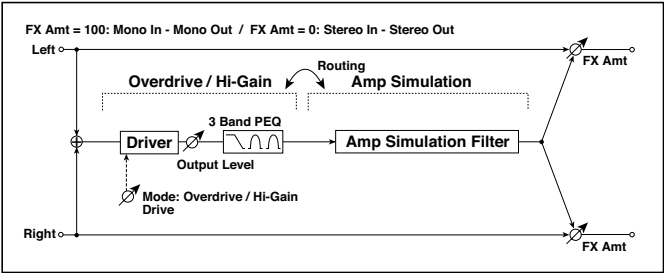 FX Amt = 100: Mono In - Mono Out / FX Amt = 0: Stereo In - Stereo Out
Left
FX Amt
Routing
Overdrive / Hi-Gain
Amp Simulation
3 Band PEQ
Driver
Amp Simulation Filter
Output Level
Mode: Overdrive / Hi-Gain
Drive
Right
FX Amt